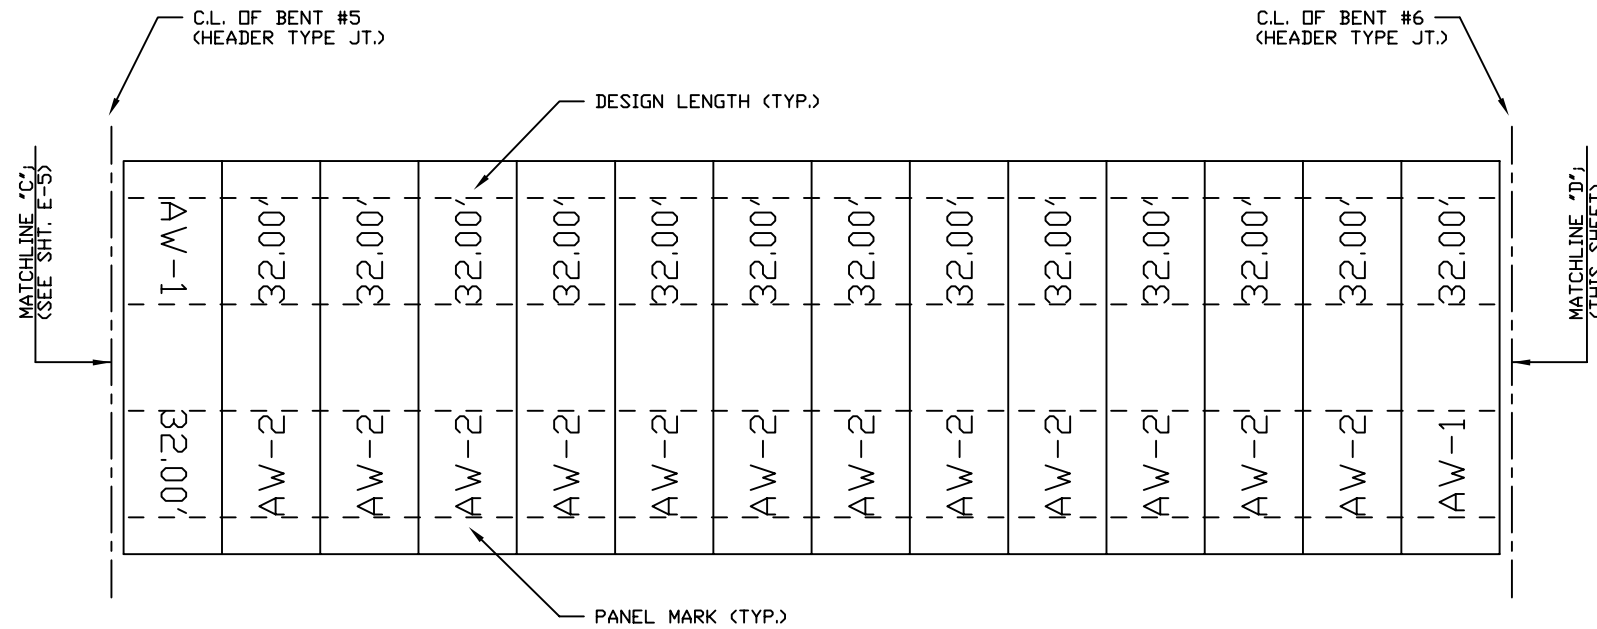 C.L. OF BENT #5
(HEADER TYPE JT.)
C.L. OF BENT #6
(HEADER TYPE JT.)
DESIGN LENGTH (TYP.)
MATCHLINE "C";
(SEE SHT. E-5)
MATCHLINE "D";
(THIS SHEET)
AW-1
32.00'
32.00'
32.00'
32.00'
32.00'
32.00'
32.00'
32.00'
32.00'
32.00'
32.00'
32.00'
32.00'
32.00'
AW-2
AW-2
AW-2
AW-2
AW-2
AW-2
AW-2
AW-2
AW-2
AW-2
AW-2
AW-2
AW-1
PANEL MARK (TYP.)